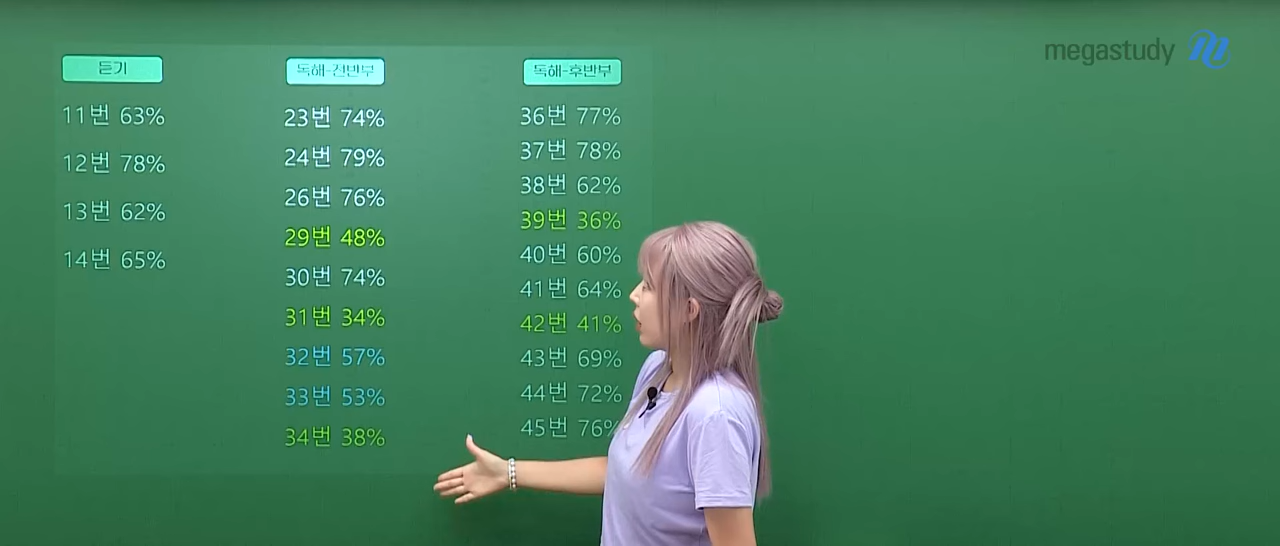 megastudy
듣기
11번 63%
12번 78%
13번 62%
14번 65%
독해-전반부
23번 74%
24번 79%
26번 76%
29번 48%
30번 74%
31번 34%
32번 57%
33번 53%
34번 38%
독해-후반부
36번 77%
37번 78%
38번 62%
39번 36%
40번 60%
41번 64%
42번 41%
43번 69%
44번 72%
45번 76%